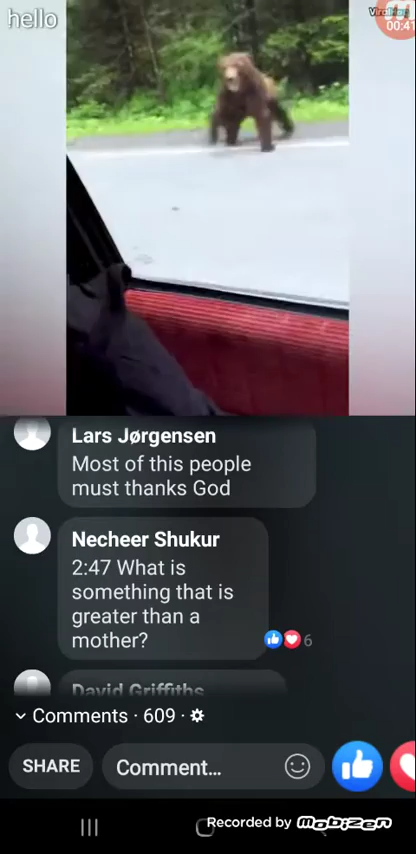 hello
00:41
Lars Jørgensen
Most of this people
must thanks God
Necheer Shukur
2:47 What is
something that is
greater than a
mother?
6
David Griffiths
Comments · 609 ·
SHARE
Comment...
Recorded by Mobizen